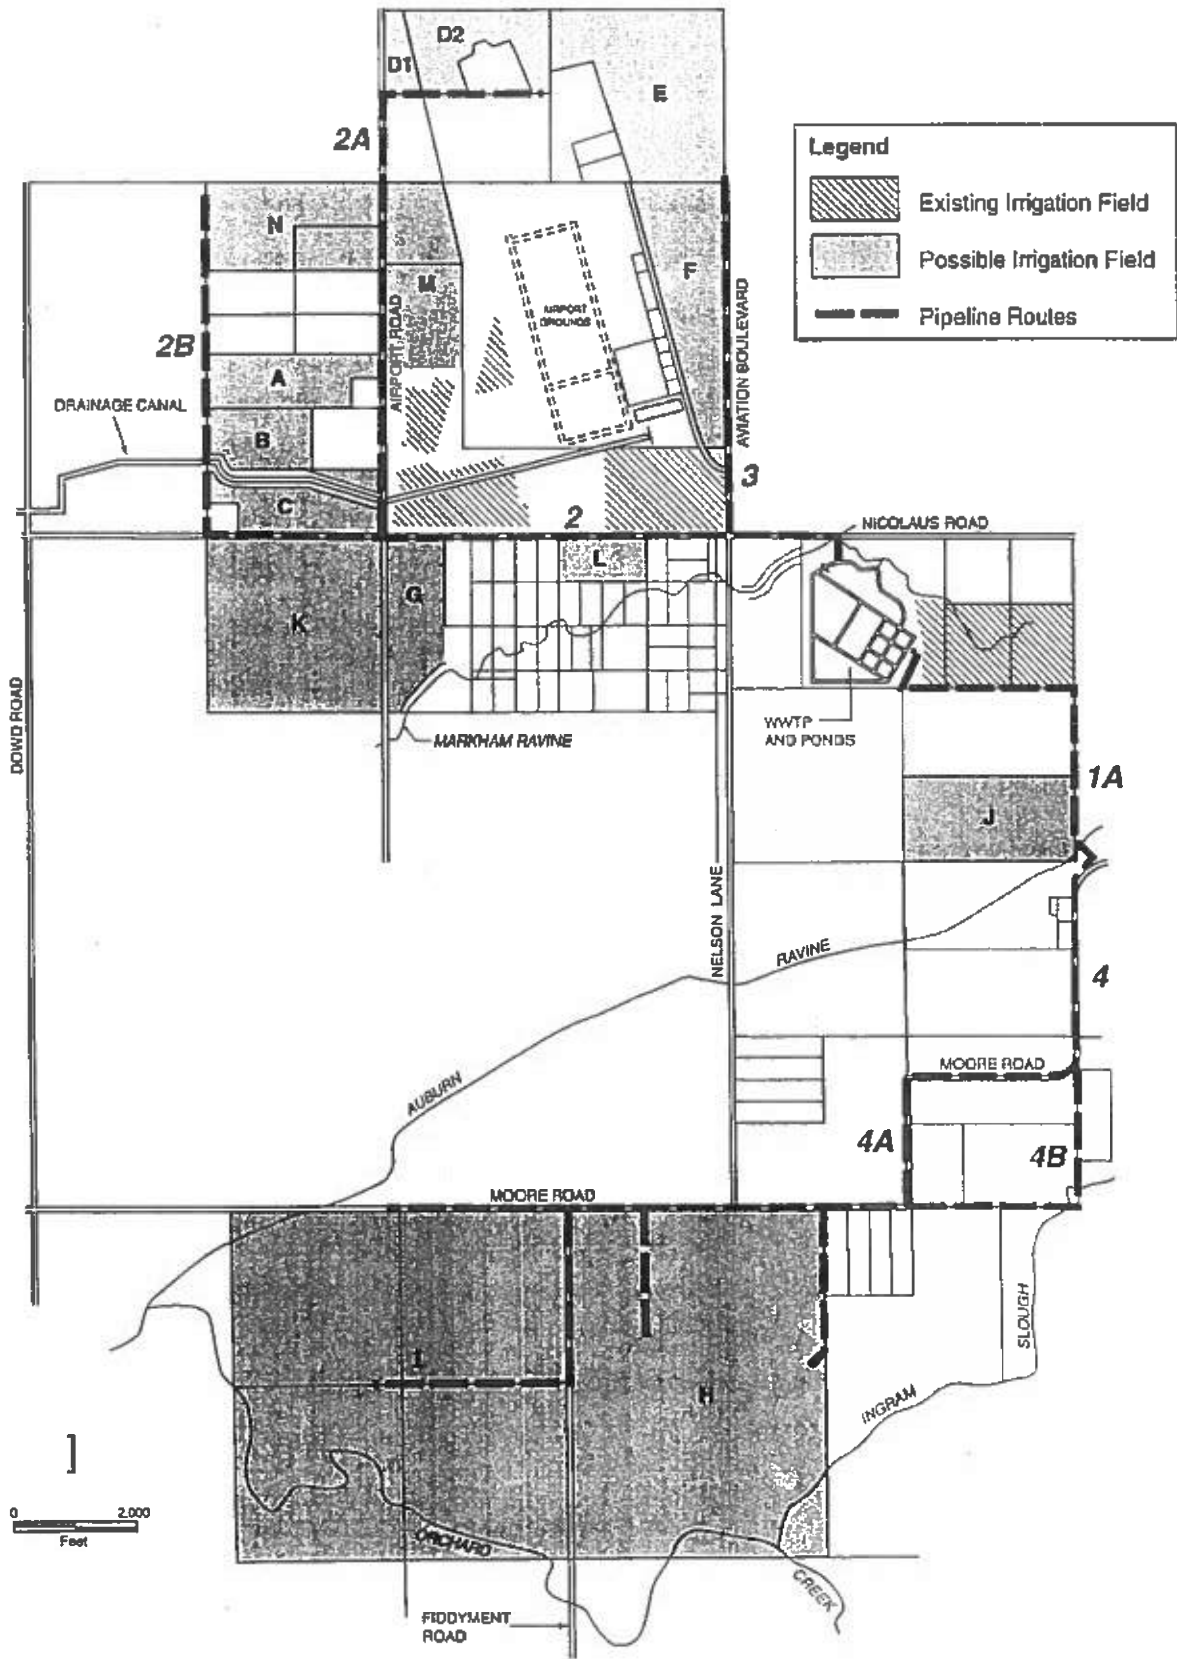 D2
D1
E
2A
Legend
Existing Irrigation Field
Possible Irrigation Field
Pipeline Routes
N
M
F
AIRPORT
GROUNDS
AIRPORT ROAD
AVIATION BOULEVARD
2B
A
DRAINAGE CANAL
B
C
3
2
NICOLAUS ROAD
L
G
K
DOWD ROAD
MARKHAM RAVINE
WWTP
AND PONDS
1A
J
NELSON LANE
RAVINE
4
AUBURN
MOORE ROAD
4A
4B
MOORE ROAD
SLOUGH
I
H
INGRAM
]
0 2,000
Feet
ORCHARD
CREEK
FIDDYMENT
ROAD